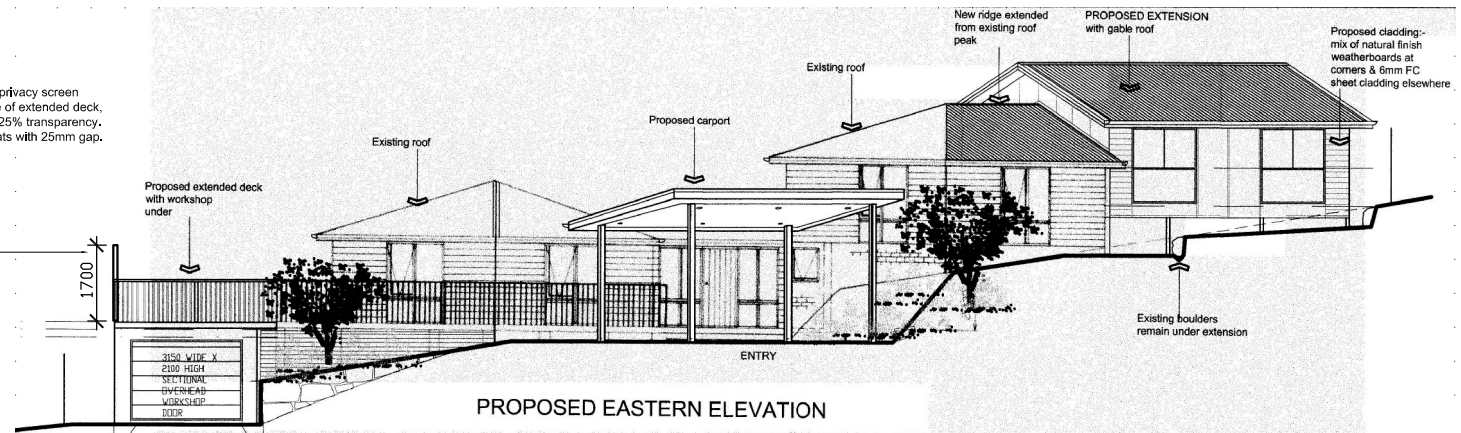 privacy screen
of extended deck,
25% transparency.
with 25mm gap.
Proposed extended deck
with workshop
under
1700
3150 WIDE X
2100 HIGH
SECTIONAL
OVERHEAD
WORKSHOP
DOOR
Existing roof
Proposed carport
Existing roof
New ridge extended
from existing roof
peak
PROPOSED EXTENSION
with gable roof
Proposed cladding:-
mix of natural finish
weatherboards at
corners & 6mm FC
sheet cladding elsewhere
Existing boulders
remain under extension
ENTRY
PROPOSED EASTERN ELEVATION